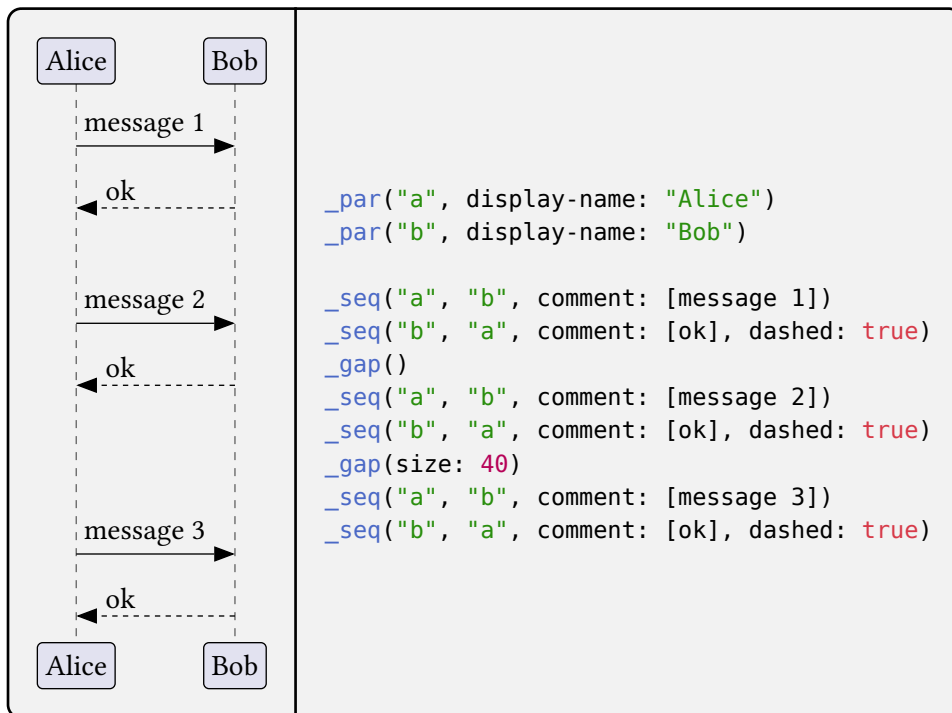 Alice Bob
message 1
ok
message 2
ok
message 3
ok
Alice Bob
_par("a", display-name: "Alice")
_par("b", display-name: "Bob")
_seq("a", "b", comment: [message 1])
_seq("b", "a", comment: [ok], dashed: true)
_gap()
_seq("a", "b", comment: [message 2])
_seq("b", "a", comment: [ok], dashed: true)
_gap(size: 40)
_seq("a", "b", comment: [message 3])
_seq("b", "a", comment: [ok], dashed: true)